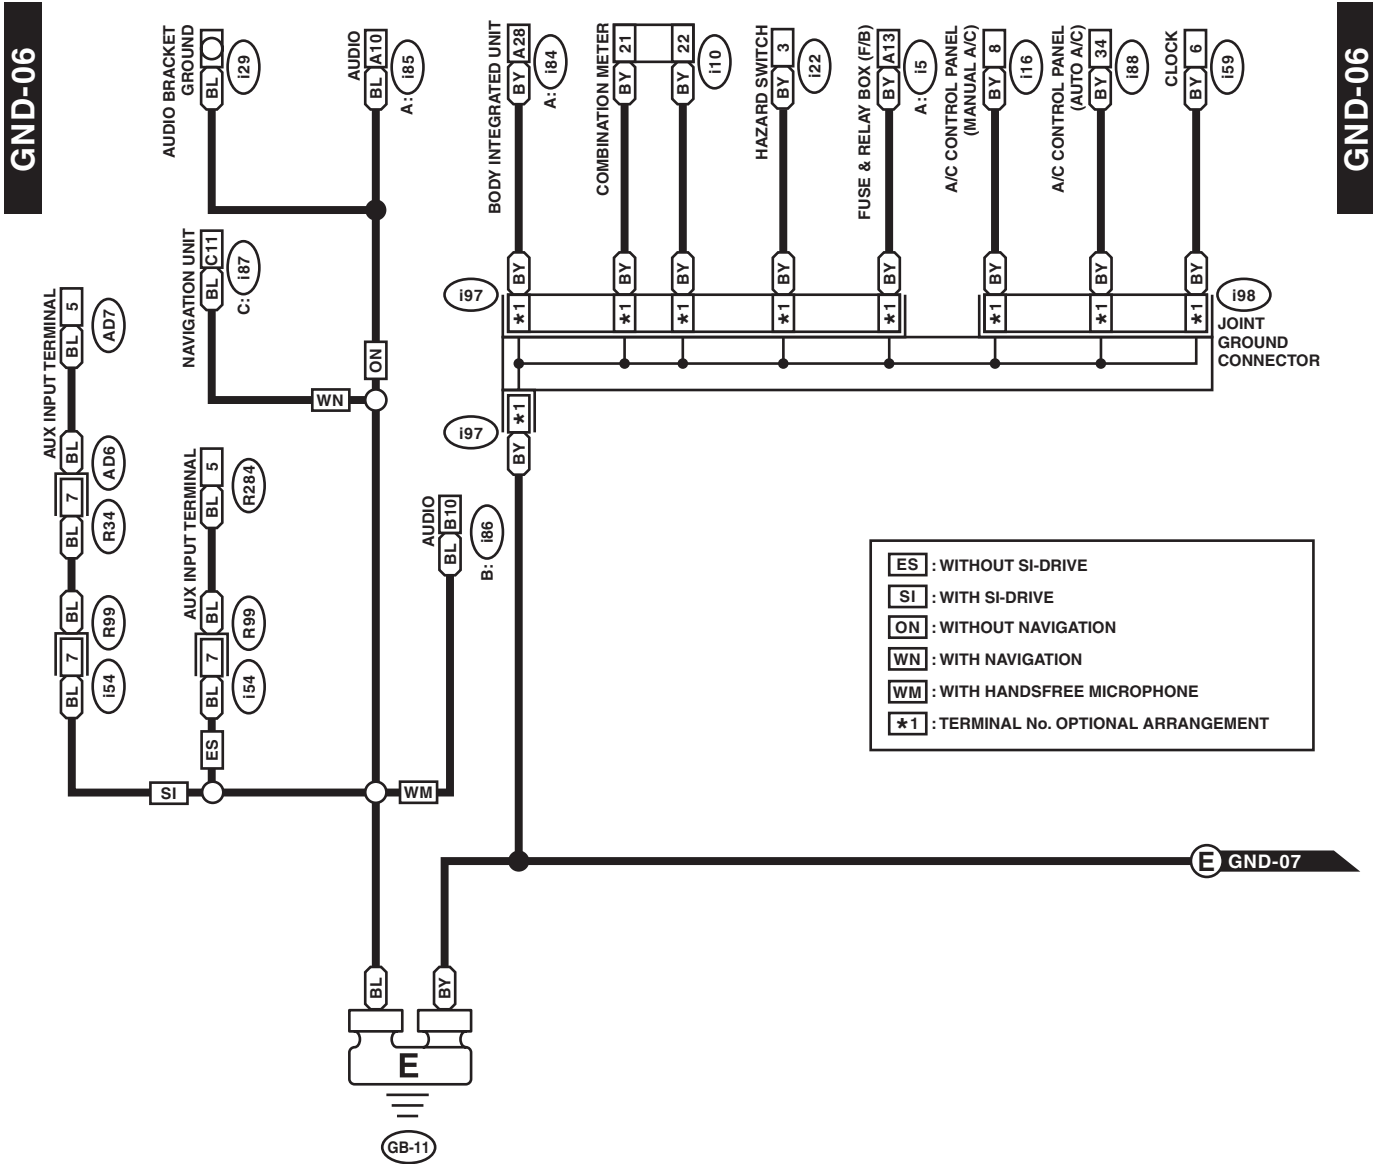 GND-06
GND-06
AUDIO BRACKET
GROUND
BL
i29
AUDIO
A10
BL
A: i85
BODY INTEGRATED UNIT
A28
BY
A: i84
COMBINATION METER
21
BY
22
BY
i10
HAZARD SWITCH
3
BY
i22
FUSE & RELAY BOX (F/B)
A13
BY
A: i5
A/C CONTROL PANEL
(MANUAL A/C)
8
BY
i16
A/C CONTROL PANEL
(AUTO A/C)
34
BY
i88
CLOCK
6
BY
i59
NAVIGATION UNIT
C11
BL
C: i87
AUX INPUT TERMINAL
5
BL
AD7
BY
BY
BY
BY
BY
BY
BY
BY
i97
*1
*1
*1
*1
*1
*1
*1
*1
i98
JOINT
GROUND
CONNECTOR
ON
WN
*1
i97
BY
BL
AD6
7
BL
R34
AUX INPUT TERMINAL
5
BL
R284
AUDIO
B10
BL
B: i86
BL
R99
7
BL
i54
BL
R99
7
BL
i54
ES
SI
WM
ES : WITHOUT SI-DRIVE
SI : WITH SI-DRIVE
ON : WITHOUT NAVIGATION
WN : WITH NAVIGATION
WM : WITH HANDSFREE MICROPHONE
*1 : TERMINAL No. OPTIONAL ARRANGEMENT
E GND-07
BL
BY
E
GB-11